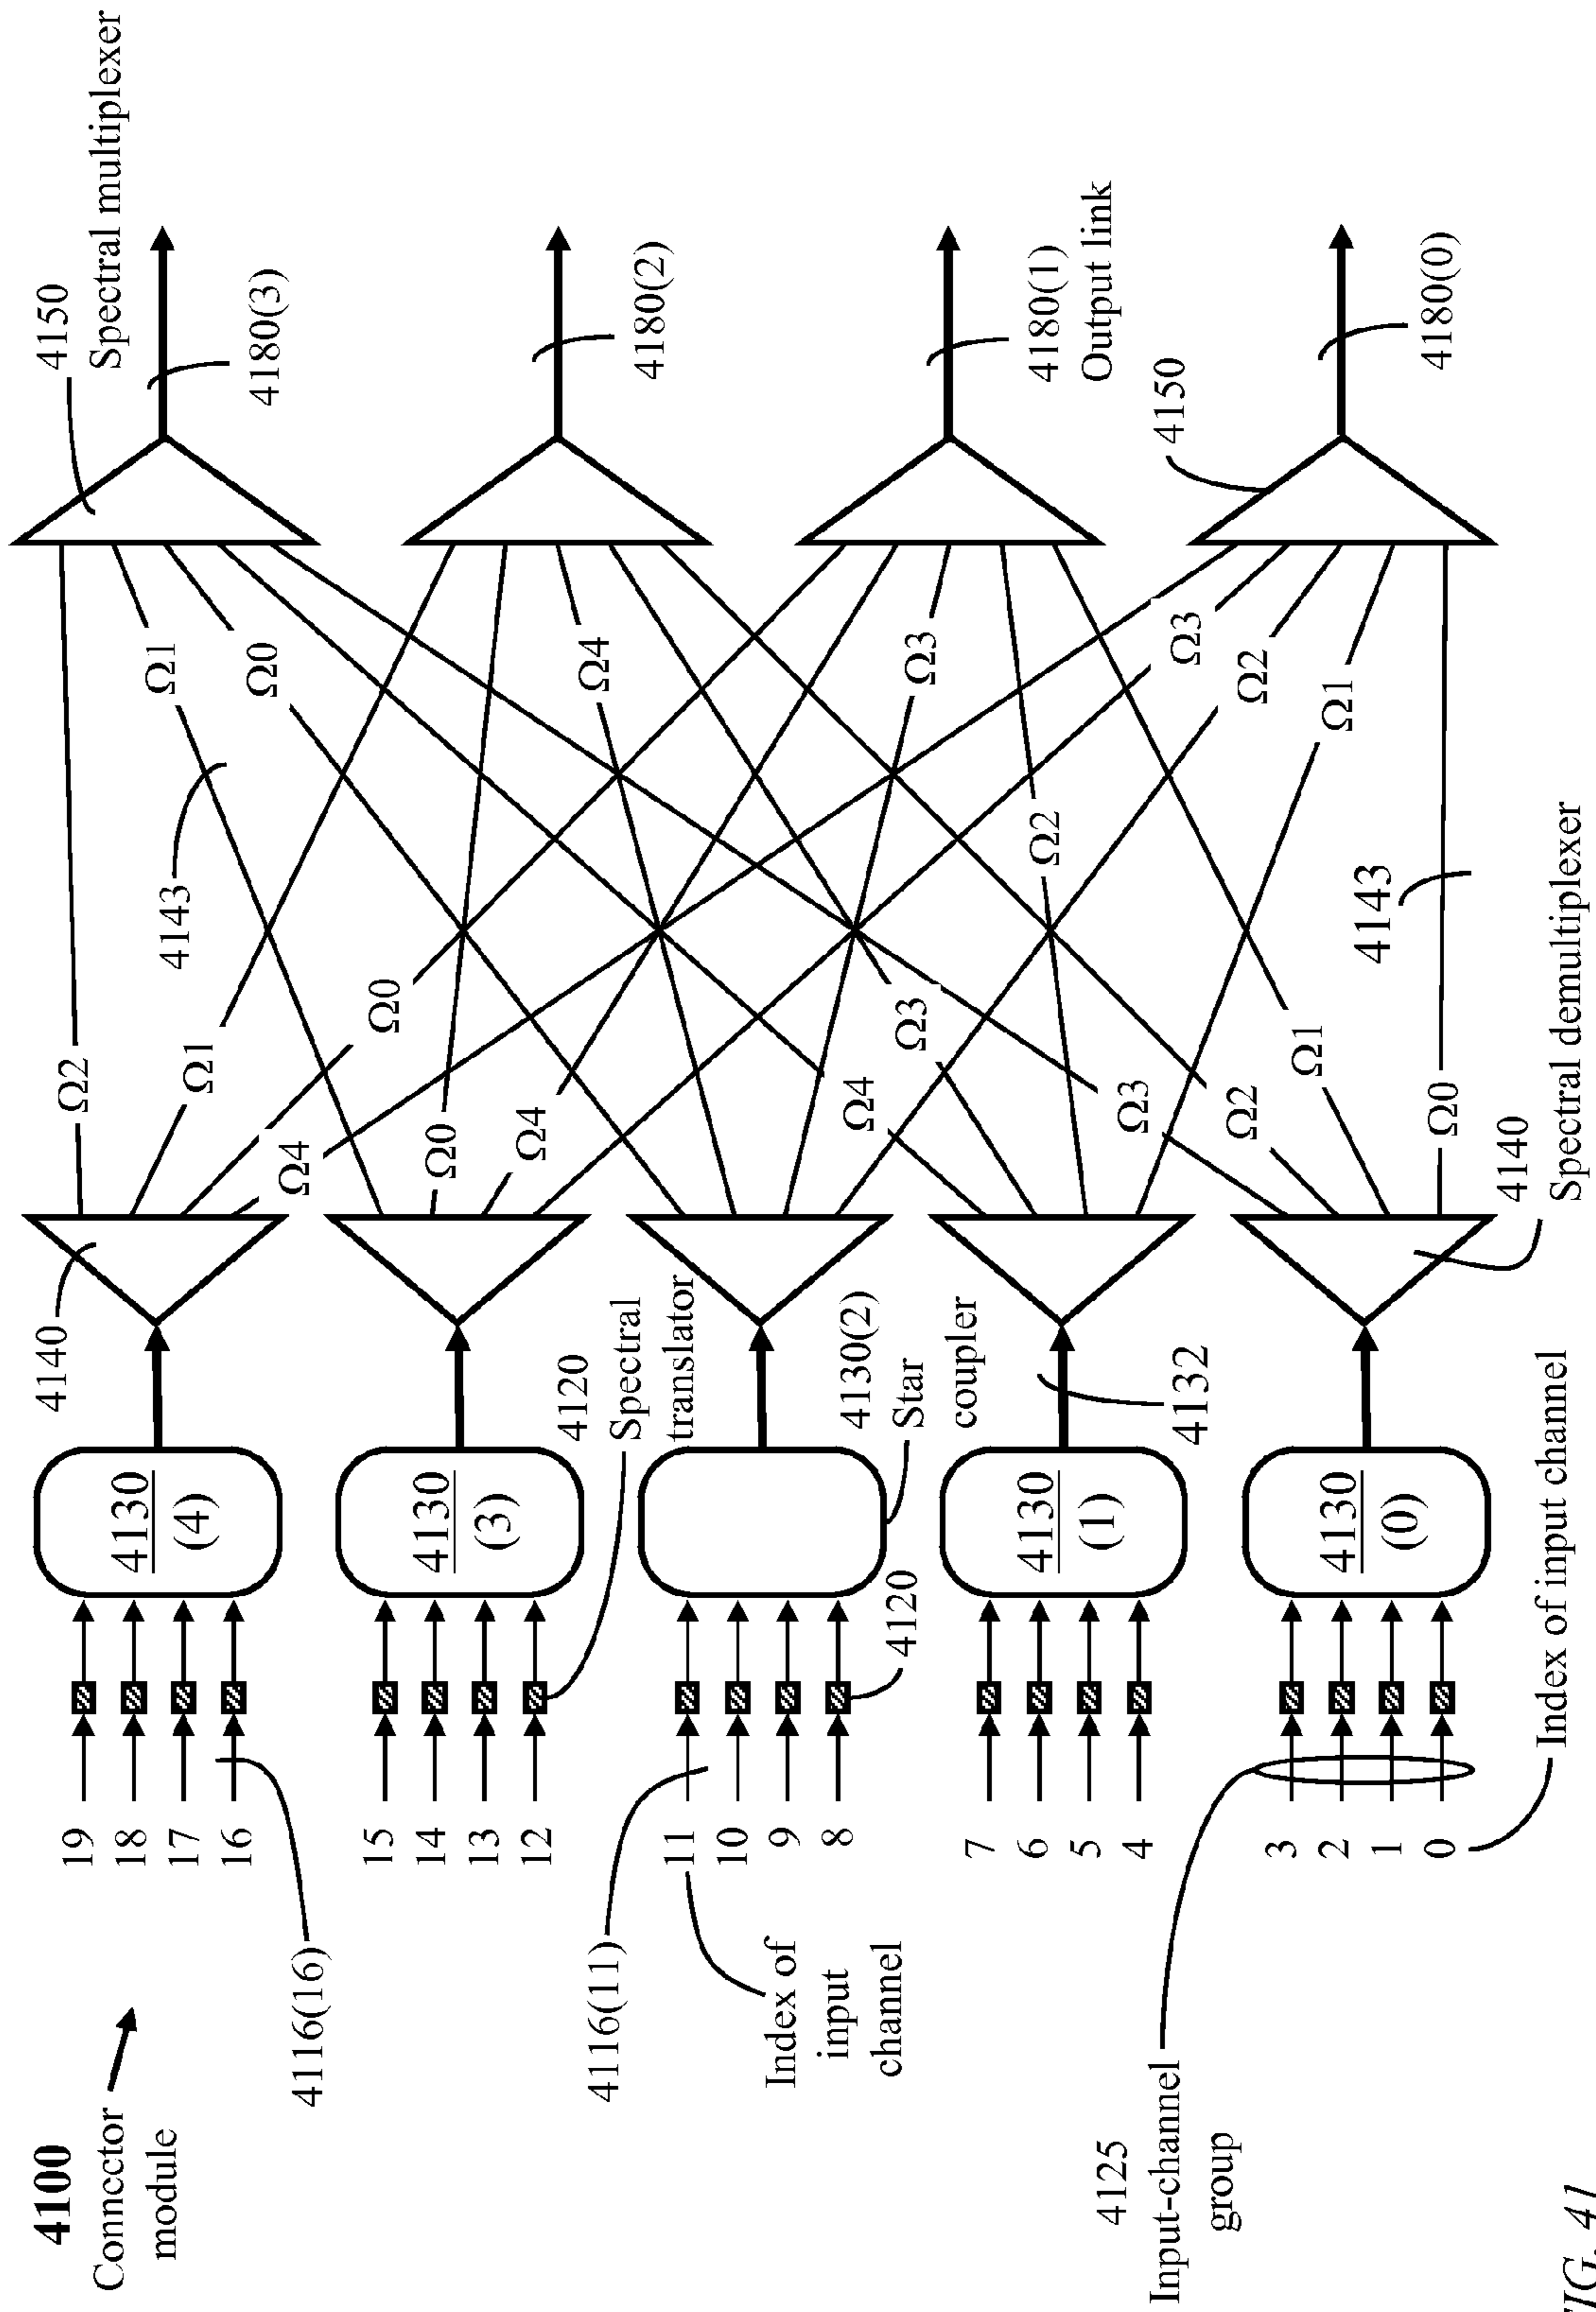 4100
Connector
module
4116(16)
4116(11)
Index of
input
channel
4125
Input-channel
group
19
18
17
16
15
14
13
12
11
10
9
8
7
6
5
4
3
2
1
0
Index of input channel
4130
(4)
4130
(3)
4120
Spectral
translator
4130(2)
Star
coupler
4120
4130
(1)
4132
4130
(0)
4140
4140
Spectral demultiplexer
Ω2
Ω1
Ω0
Ω4
Ω1
Ω0
Ω4
Ω3
Ω0
Ω4
Ω3
Ω2
Ω4
Ω3
Ω2
Ω1
Ω3
Ω2
Ω1
Ω0
4143
4143
4150
Spectral multiplexer
4180(3)
4180(2)
4180(1)
Output link
4150
4180(0)
FIG. 41